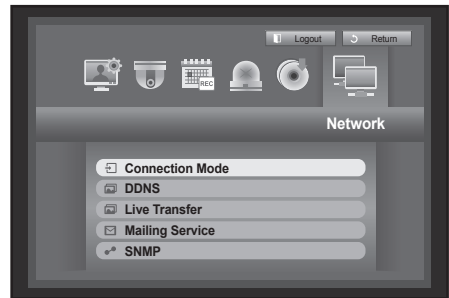 Logout Return
REC
Network
Connection Mode
DDNS
Live Transfer
Mailing Service
SNMP